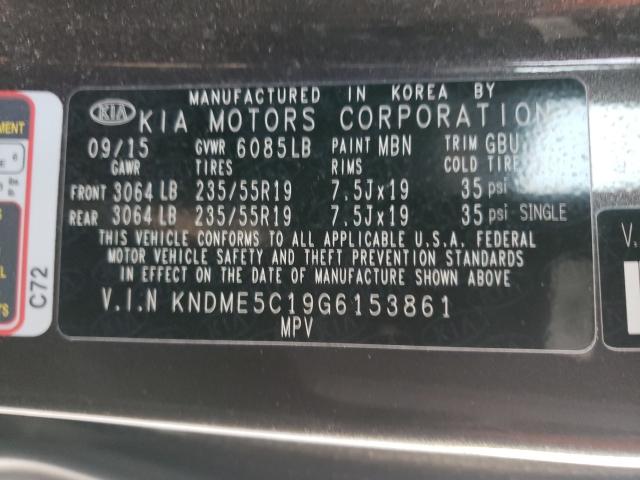 MANUFACTURED IN KOREA BY
KIA KIA MOTORS CORPORATION
09/15 GVWR 6085LB PAINT MBN TRIM GBU
GAWR TIRES RIMS COLD TIRE
FRONT 3064 LB 235/55R19 7.5Jx19 35 psi
REAR 3064 LB 235/55R19 7.5Jx19 35 psi SINGLE
THIS VEHICLE CONFORMS TO ALL APPLICABLE U.S.A. FEDERAL
MOTOR VEHICLE SAFETY AND THEFT PREVENTION STANDARDS
IN EFFECT ON THE DATE OF MANUFACTURE SHOWN ABOVE
V.I.N KNDME5C19G6153861
MPV
C72
V.